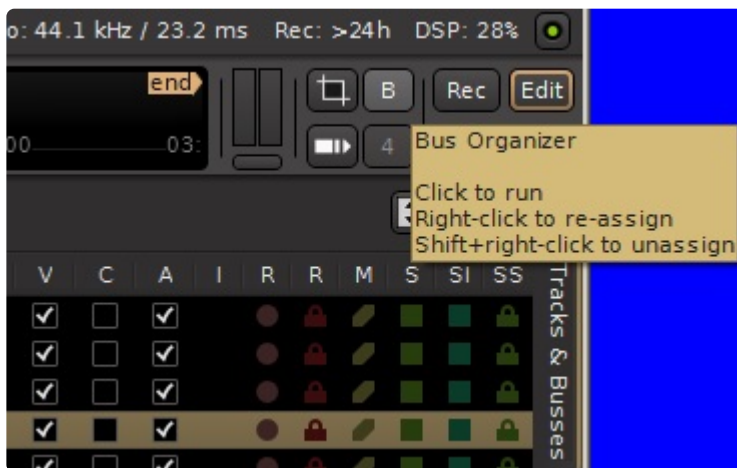 o: 44.1 kHz / 23.2 ms Rec: >24h DSP: 28%
end
B Rec Edit
00 03:
4
Bus Organizer
Click to run
Right-click to re-assign
Shift+right-click to unassign
V C A I R R M S SI SS
Tracks & Busses